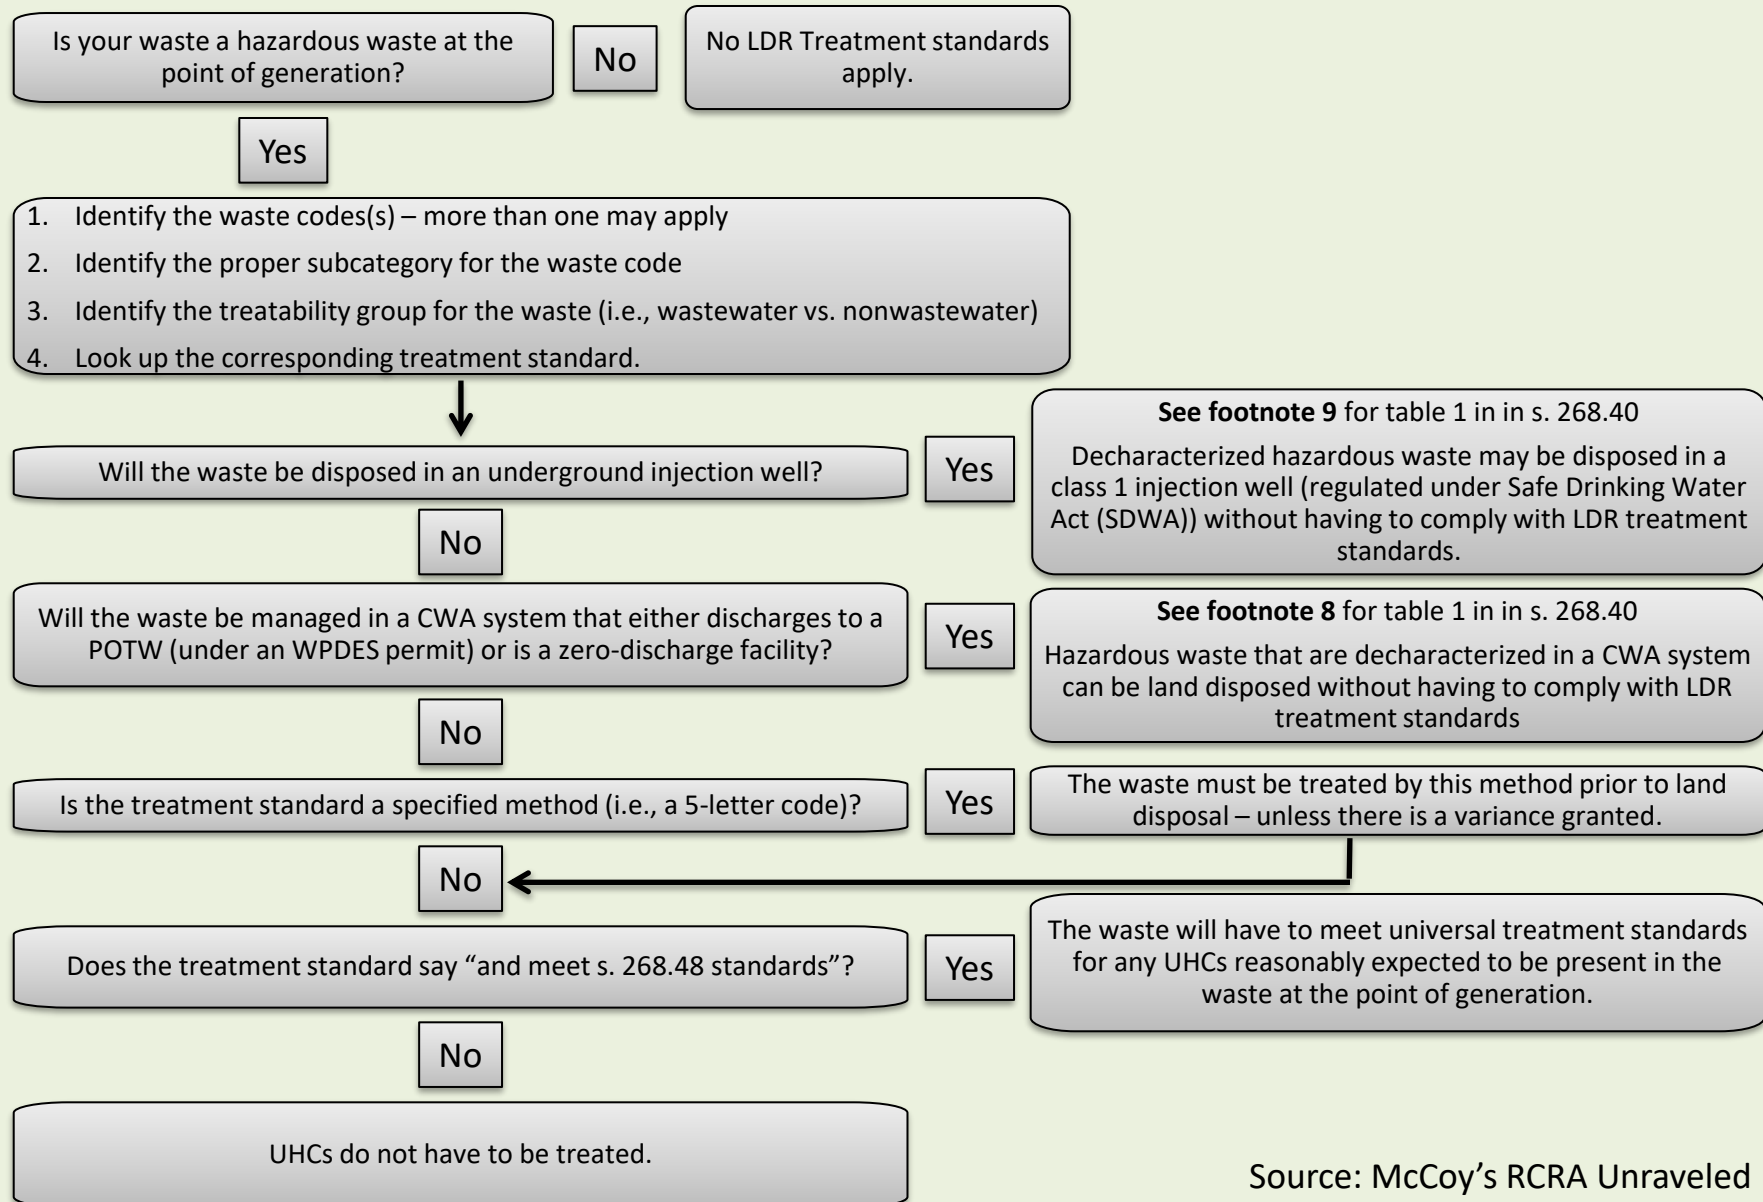 Is your waste a hazardous waste at the
point of generation?
No
No LDR Treatment standards
apply.
Yes
1. Identify the waste codes(s) – more than one may apply
2. Identify the proper subcategory for the waste code
3. Identify the treatability group for the waste (i.e., wastewater vs. nonwastewater)
4. Look up the corresponding treatment standard.
Will the waste be disposed in an underground injection well?
Yes
See footnote 9 for table 1 in in s. 268.40
Decharacterized hazardous waste may be disposed in a
class 1 injection well (regulated under Safe Drinking Water
Act (SDWA)) without having to comply with LDR treatment
standards.
No
Will the waste be managed in a CWA system that either discharges to a
POTW (under an WPDES permit) or is a zero-discharge facility?
Yes
See footnote 8 for table 1 in in s. 268.40
Hazardous waste that are decharacterized in a CWA system
can be land disposed without having to comply with LDR
treatment standards
No
Is the treatment standard a specified method (i.e., a 5-letter code)?
Yes
The waste must be treated by this method prior to land
disposal – unless there is a variance granted.
No
Does the treatment standard say “and meet s. 268.48 standards”?
Yes
The waste will have to meet universal treatment standards
for any UHCs reasonably expected to be present in the
waste at the point of generation.
No
UHCs do not have to be treated.
Source: McCoy’s RCRA Unraveled